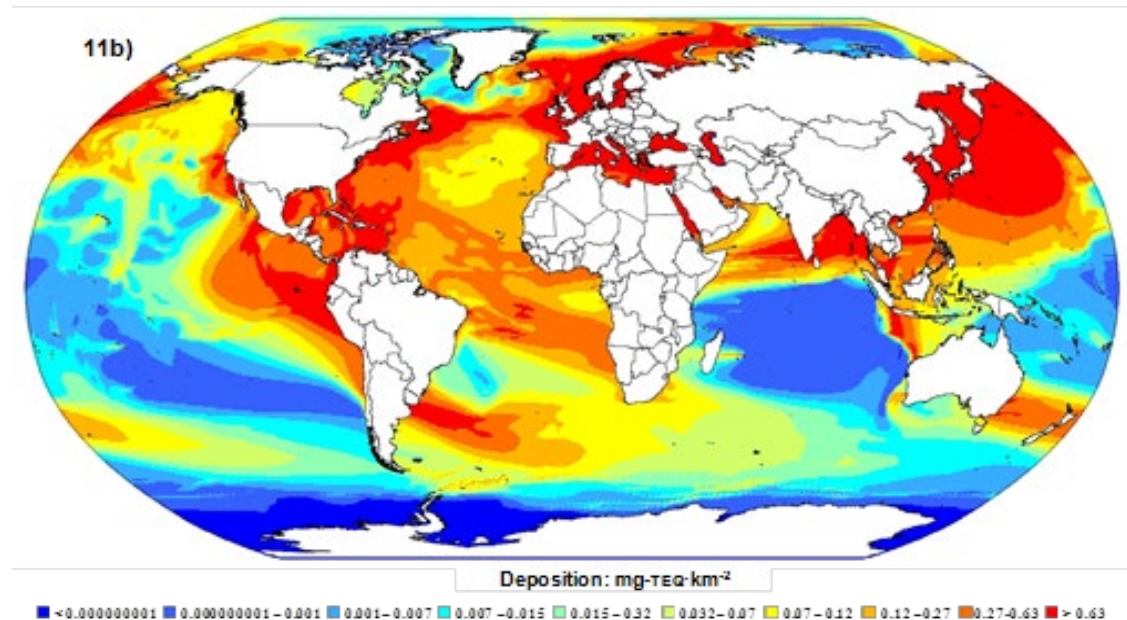 11b)
Deposition: mg-TEQ·km-2
< 0.000000001 0.000000001 – 0.001 0.001 – 0.007 0.007 – 0.015 0.015 – 0.32 0.032 – 0.07 0.07 – 0.12 0.12 – 0.27 0.27-0.63 > 0.63